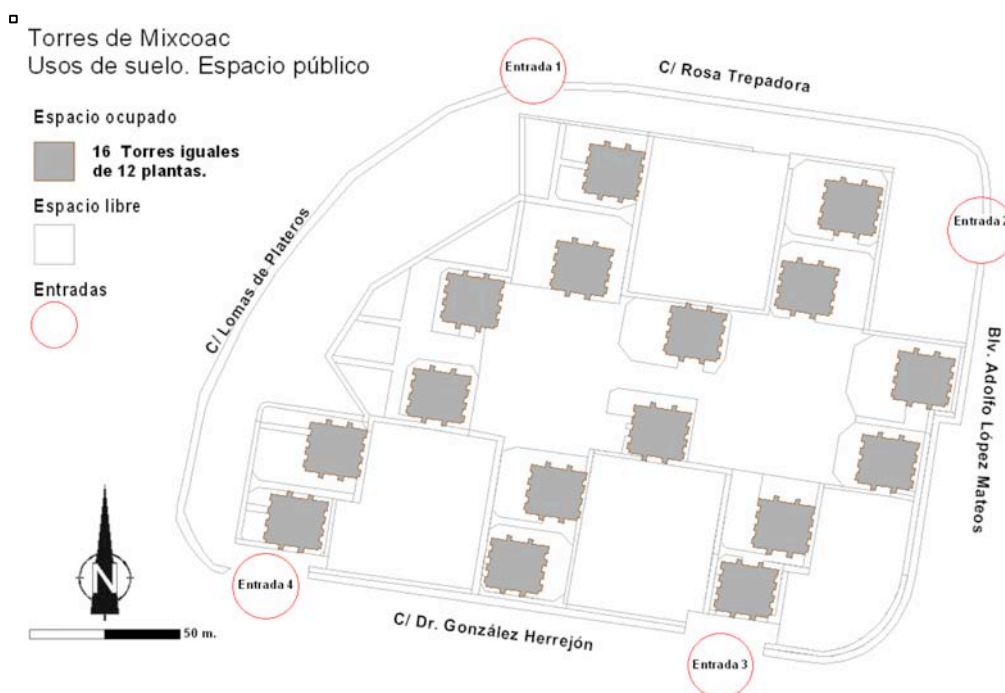 Torres de Mixcoac
Usos de suelo. Espacio público
Espacio ocupado
16 Torres iguales
de 12 plantas.
Espacio libre
Entradas
Entrada 1
C/ Rosa Trepadora
Entrada 2
C/ Lomas de Plateros
Blv. Adolfo López Mateos
Entrada 4
C/ Dr. González Herrejón
Entrada 3
N
50 m.